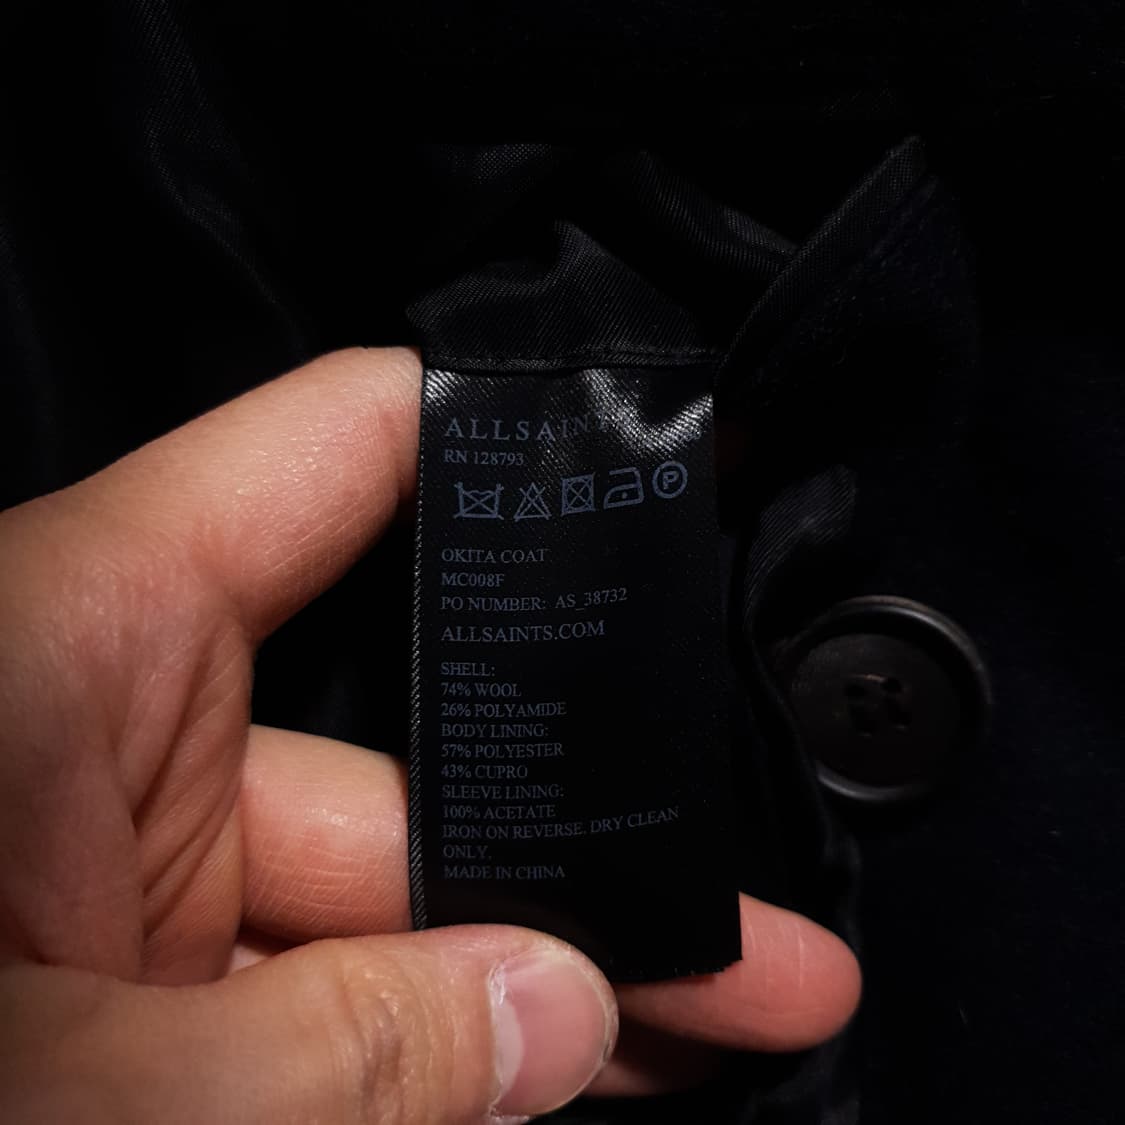 ALLSAINTS
RN 128793
P
OKITA COAT
MC008F
PO NUMBER: AS_38732
ALLSAINTS.COM
SHELL:
74% WOOL
26% POLYAMIDE
BODY LINING:
57% POLYESTER
43% CUPRO
SLEEVE LINING:
100% ACETATE
IRON ON REVERSE. DRY CLEAN
ONLY.
MADE IN CHINA